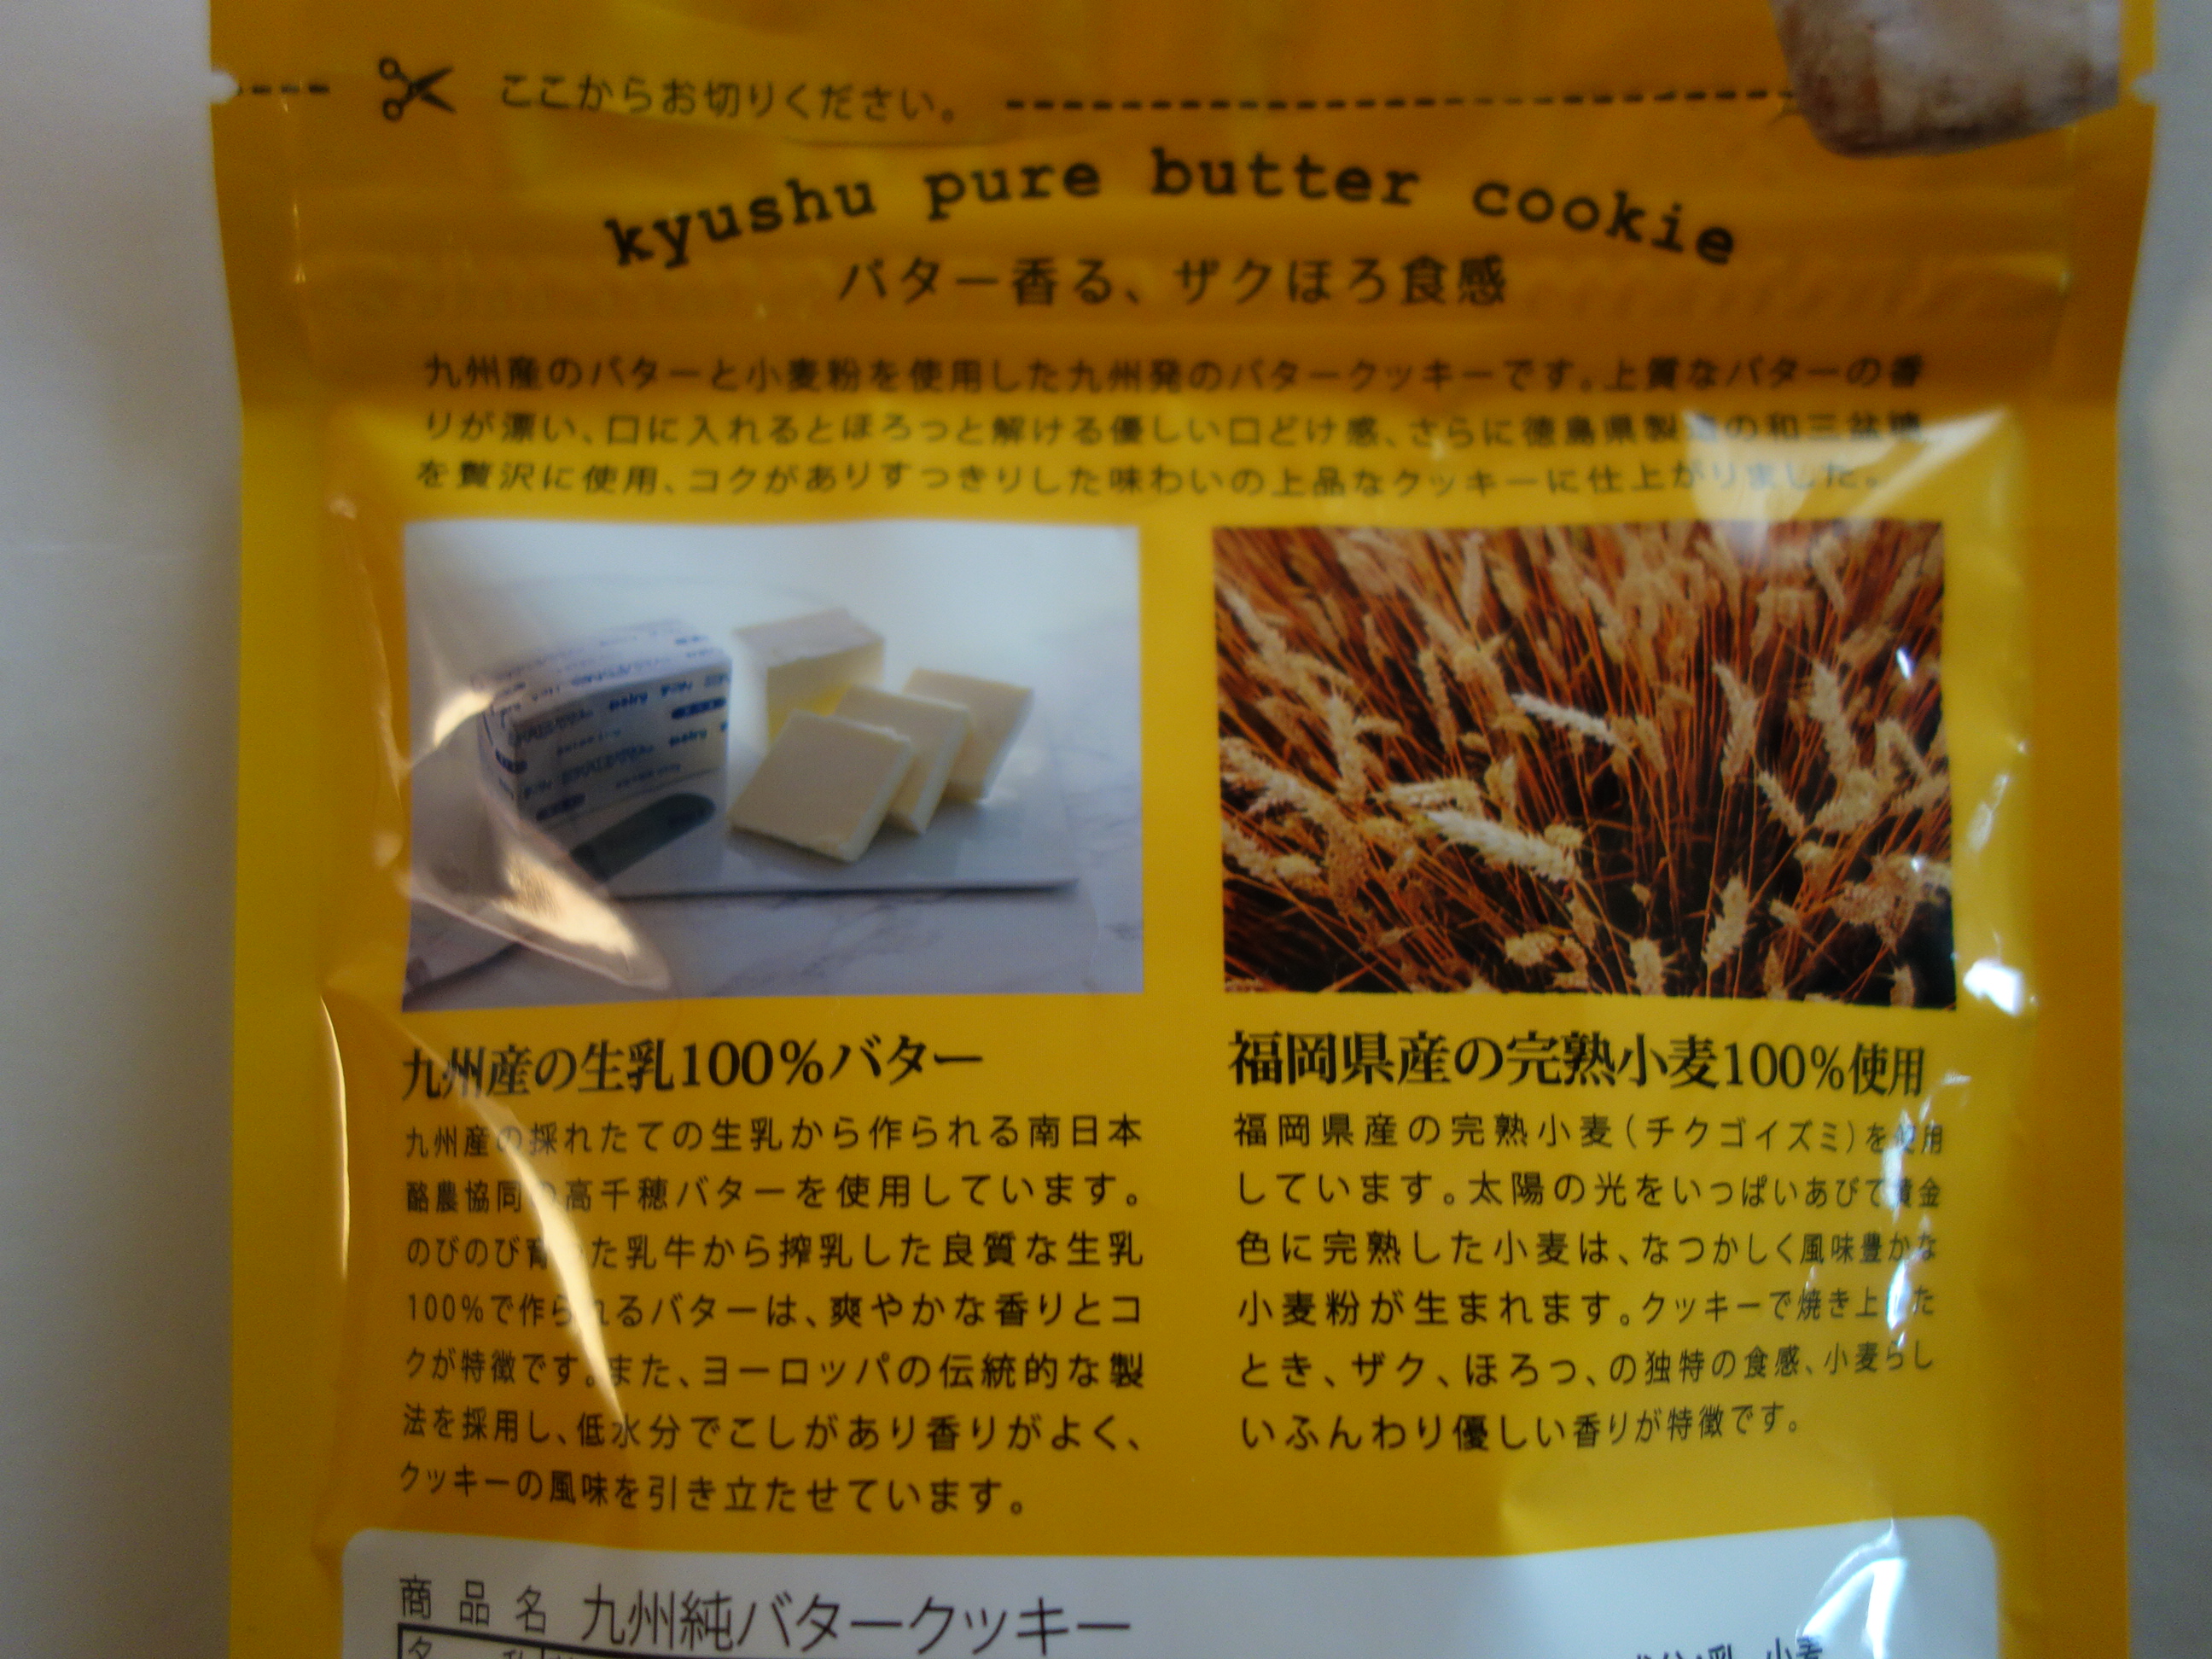 ここからお切りください。
kyushu pure butter cookie
バター香る、ザクほろ食感
九州産のバターと小麦粉を使用した九州発のバタークッキーです。上質なバターの香
りが漂い、口に入れるとほろっと解ける優しい口どけ感、さらに徳島県製造の和三盆糖
を贅沢に使用、コクがありすっきりした味わいの上品なクッキーに仕上がりました。
九州産の生乳100%バター
九州産の採れたての生乳から作られる南日本
酪農協同の高千穂バターを使用しています。
のびのび育った乳牛から搾乳した良質な生乳
100%で作られるバターは、爽やかな香りとコ
クが特徴です。また、ヨーロッパの伝統的な製
法を採用し、低水分でこしがあり香りがよく、
クッキーの風味を引き立たせています。
福岡県産の完熟小麦100%使用
福岡県産の完熟小麦(チクゴイズミ)を使用
しています。太陽の光をいっぱいあびて黄金
色に完熟した小麦は、なつかしく風味豊かな
小麦粉が生まれます。クッキーで焼き上げた
とき、ザク、ほろっ、の独特の食感、小麦らし
いふんわり優しい香りが特徴です。
商品名 九州純バタークッキー